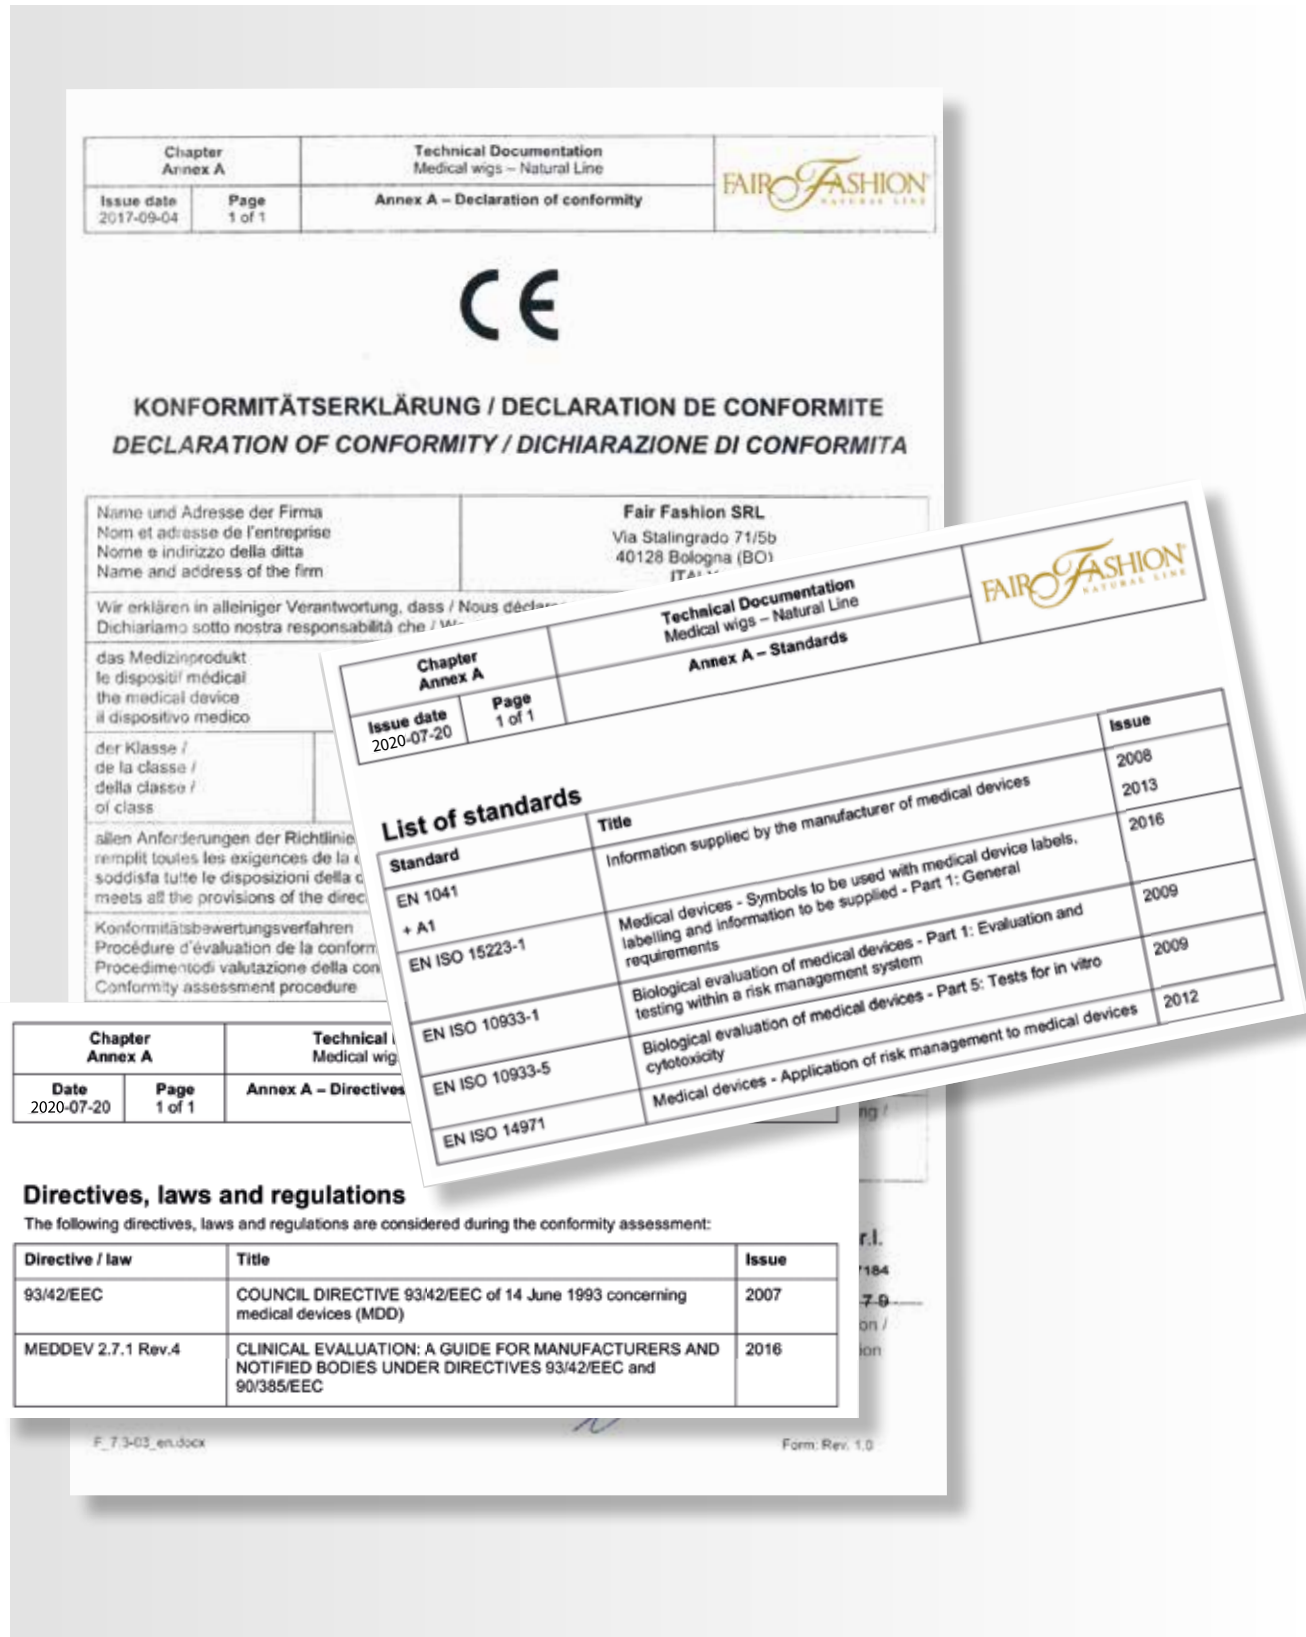 Chapter
Annex A
Technical Documentation
Medical wigs – Natural Line
FAIR FASHION
NATURAL LINE
Issue date
2017-09-04
Page
1 of 1
Annex A – Declaration of conformity
CE
KONFORMITÄTSERKLÄRUNG / DECLARATION DE CONFORMITE
DECLARATION OF CONFORMITY / DICHIARAZIONE DI CONFORMITA
Name und Adresse der Firma
Nom et adresse de l'entreprise
Nome e indirizzo della ditta
Name and address of the firm
Fair Fashion SRL
Via Stalingrado 71/5b
40128 Bologna (BO)
Wir erklären in alleiniger Verantwortung, dass / Nous
Dichiariamo sotto nostra responsabilità che /
das Medizinprodukt
le dispositif médical
the medical device
il dispositivo medico
der Klasse /
de la classe /
della classe /
of class
allen Anforderungen der Richtlinie
remplit toutes les exigences de la
soddisfa tutte le disposizioni della
meets all the provisions of the
Konformitätsbewertungsverfahren
Procédure d'évaluation de la
Procedimentodi valutazione della
Conformity assessment procedure
Chapter
Annex A
Technical Documentation
Medical wigs – Natural Line
FAIR FASHION
NATURAL LINE
Issue date
2020-07-20
Page
1 of 1
Annex A – Standards
List of standards
Standard
Title
Issue
EN 1041
+ A1
Information supplied by the manufacturer of medical devices
2008
2013
EN ISO 15223-1
Medical devices - Symbols to be used with medical device labels,
labelling and information to be supplied - Part 1: General
requirements
2016
EN ISO 10933-1
Biological evaluation of medical devices - Part 1: Evaluation and
testing within a risk management system
2009
EN ISO 10933-5
Biological evaluation of medical devices - Part 5: Tests for in vitro
cytotoxicity
2009
EN ISO 14971
Medical devices - Application of risk management to medical devices
2012
Chapter
Annex A
Technical
Medical wig
Date
2020-07-20
Page
1 of 1
Annex A – Directives
Directives, laws and regulations
The following directives, laws and regulations are considered during the conformity assessment:
Directive / law
Title
Issue
93/42/EEC
COUNCIL DIRECTIVE 93/42/EEC of 14 June 1993 concerning
medical devices (MDD)
2007
MEDDEV 2.7.1 Rev.4
CLINICAL EVALUATION: A GUIDE FOR MANUFACTURERS AND
NOTIFIED BODIES UNDER DIRECTIVES 93/42/EEC and
90/385/EEC
2016
r.l.
7184
7 9
F_7.3-03_en.docx
Form: Rev. 1.0